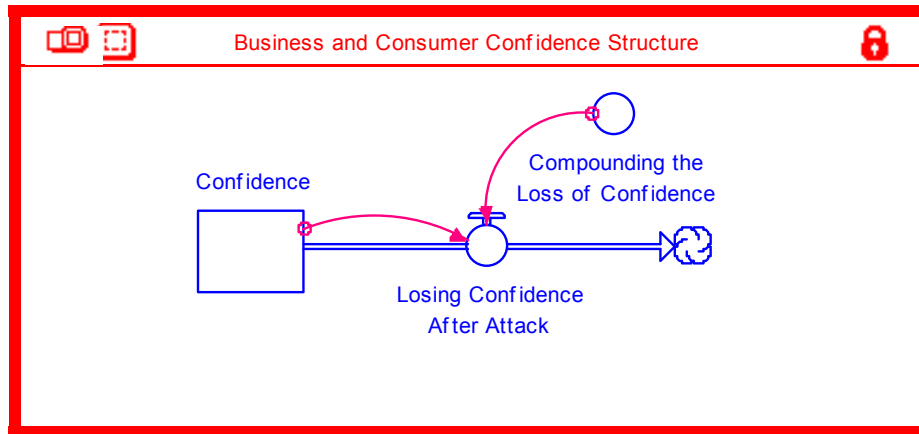 Business and Consumer Confidence Structure
Compounding the
Loss of Confidence
Confidence
Losing Confidence
After Attack